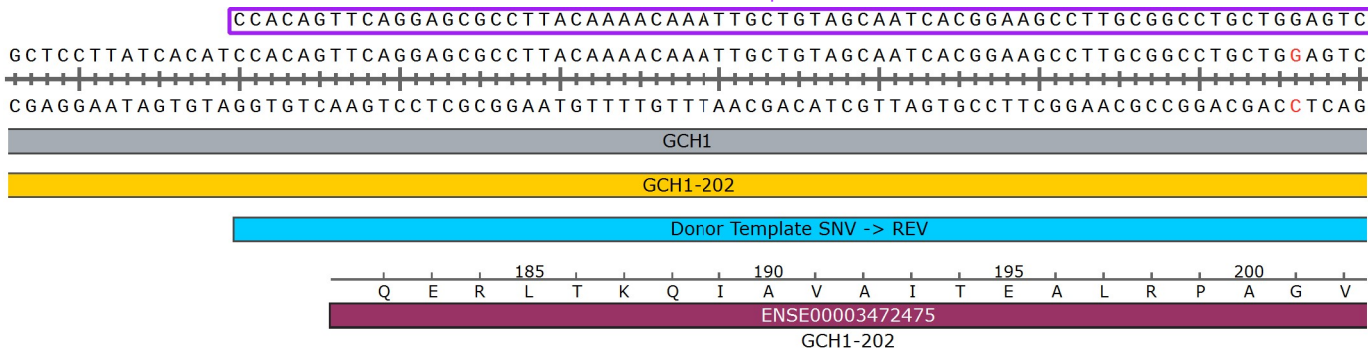 CCACAGTTCAGGAGCGCCTTACAAAACAAATTGCTGTAGCAATCACGGAAGCCTTGCGGCCTGCTGGAGTC
GCTCCTTATCACATCCACAGTTCAGGAGCGCCTTACAAAACAAATTGCTGTAGCAATCACGGAAGCCTTGCGGCCTGCTGGAGTC
CGAGGAATAGTGTAGGTGTCAAGTCCTCGCGGAATGTTTTGTTTAACGACATCGTTAGTGCCTTCGGAACGCCGGACGACCTCAG
GCH1
GCH1-202
Donor Template SNV -> REV
185 190 195 200
Q E R L T K Q I A V A I T E A L R P A G V
ENSE00003472475
GCH1-202